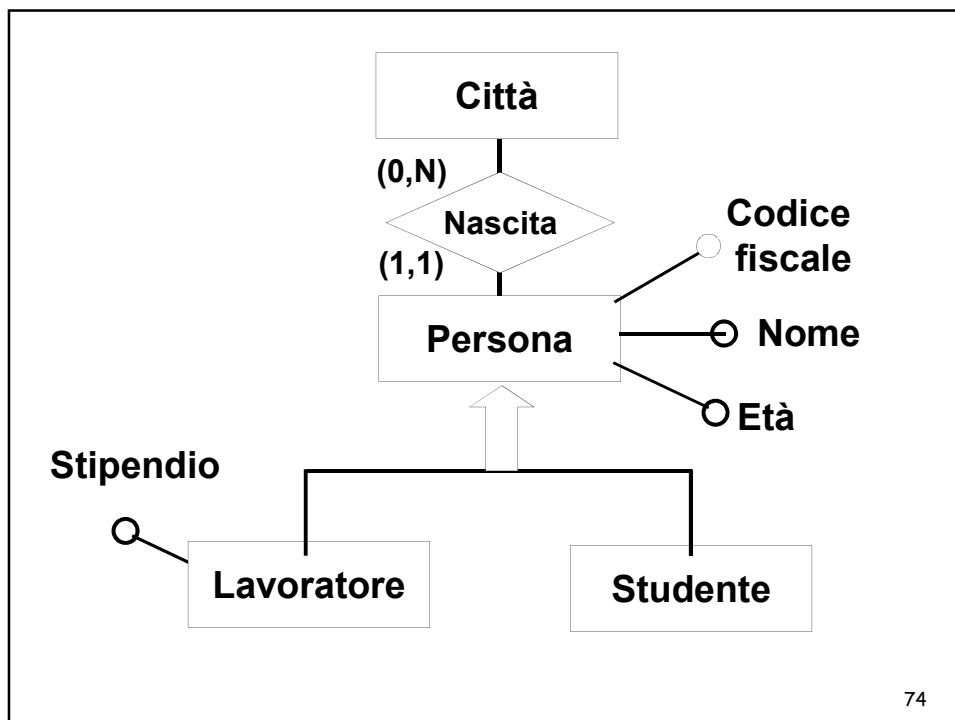 Città
(0,N)
Nascita
(1,1)
Codice
fiscale
Persona
Nome
Età
Stipendio
Lavoratore
Studente
74